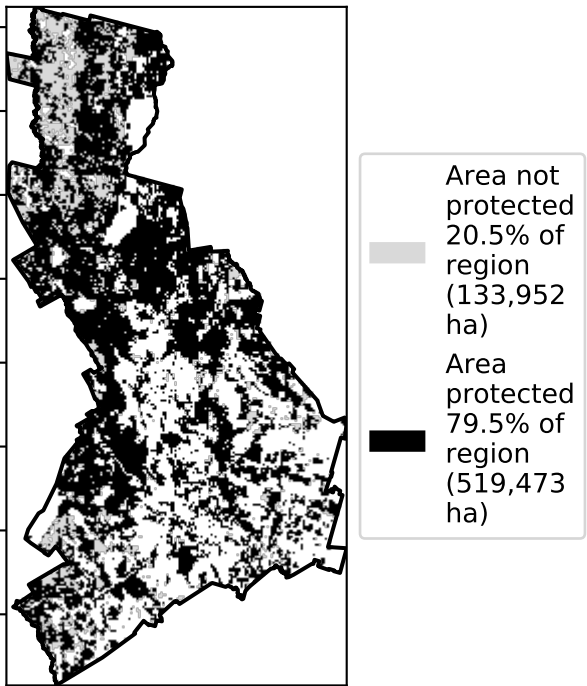 Area not
protected
20.5% of
region
(133,952
ha)
Area
protected
79.5% of
region
(519,473
ha)